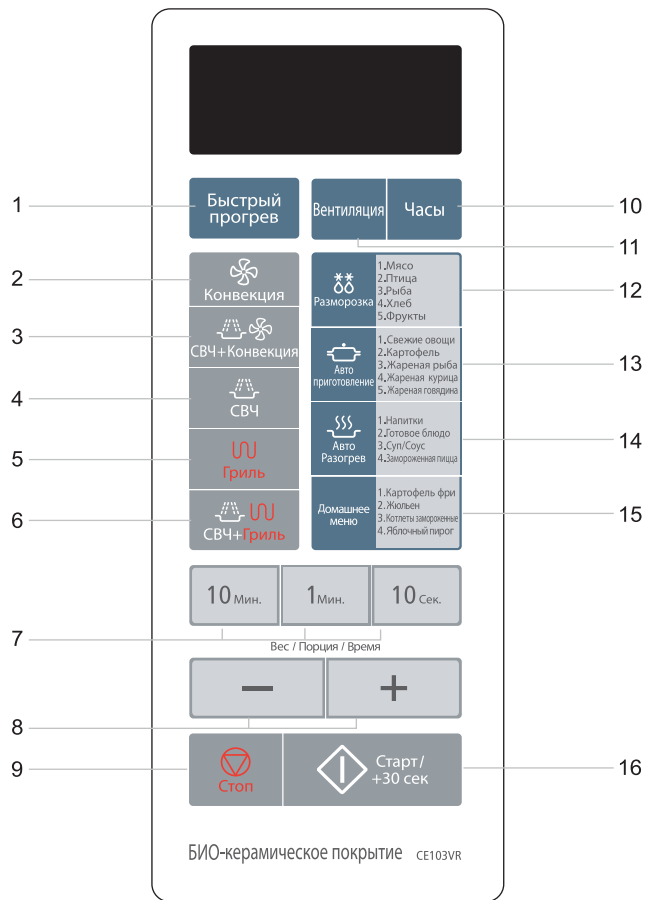 1
Быстрый
прогрев
Вентиляция
Часы
10
11
2
Конвекция
3
СВЧ+Конвекция
4
СВЧ
5
Гриль
6
СВЧ+Гриль
Разморозка
1.Мясо
2.Птица
3.Рыба
4.Хлеб
5.Фрукты
12
Авто
приготовление
1.Свежие овощи
2.Картофель
3.Жареная рыба
4.Жареная курица
5.Жареная говядина
13
Авто
Разогрев
1.Напитки
2.Готовое блюдо
3.Суп/Соус
4.Замороженная пицца
14
Домашнее
меню
1.Картофель фри
2.Жюльен
3.Котлеты замороженные
4.Яблочный пирог
15
10 Мин.
1 Мин.
10 Сек.
7
Вес / Порция / Время
− +
8
9
Стоп
Старт/
+30 сек
16
БИО-керамическое покрытие CE103VR